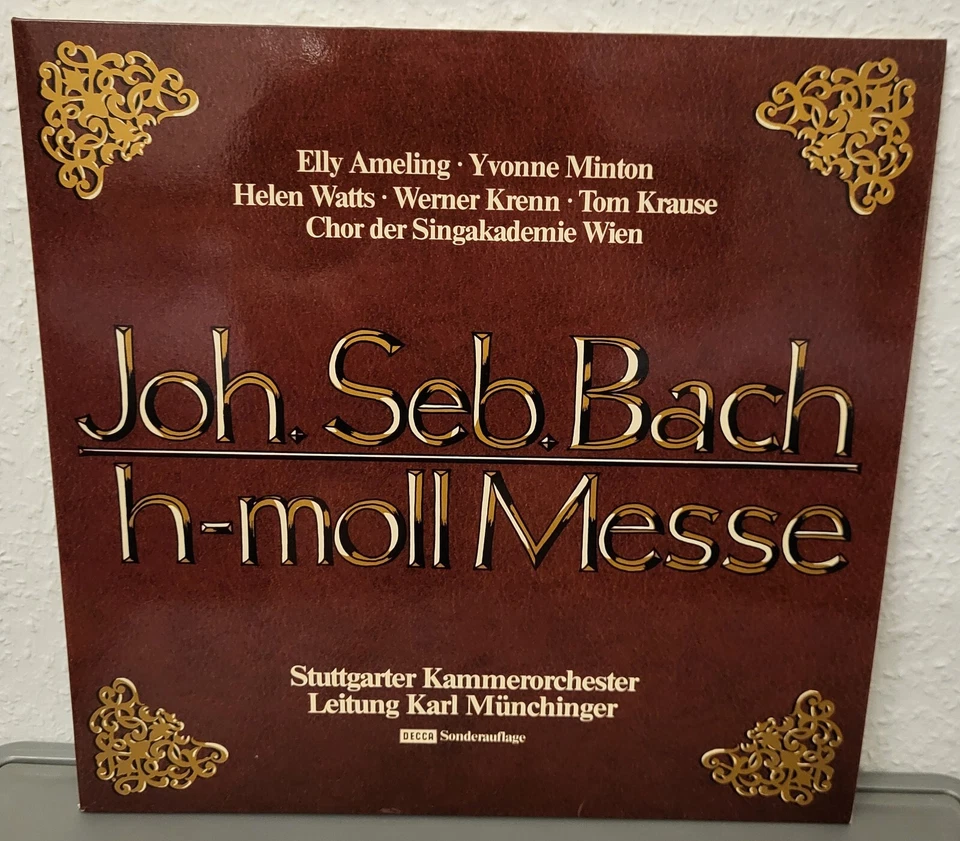 Elly Ameling · Yvonne Minton
Helen Watts · Werner Krenn · Tom Krause
Chor der Singakademie Wien
Joh. Seb. Bach
h-moll Messe
Stuttgarter Kammerorchester
Leitung Karl Münchinger
DECCA Sonderauflage